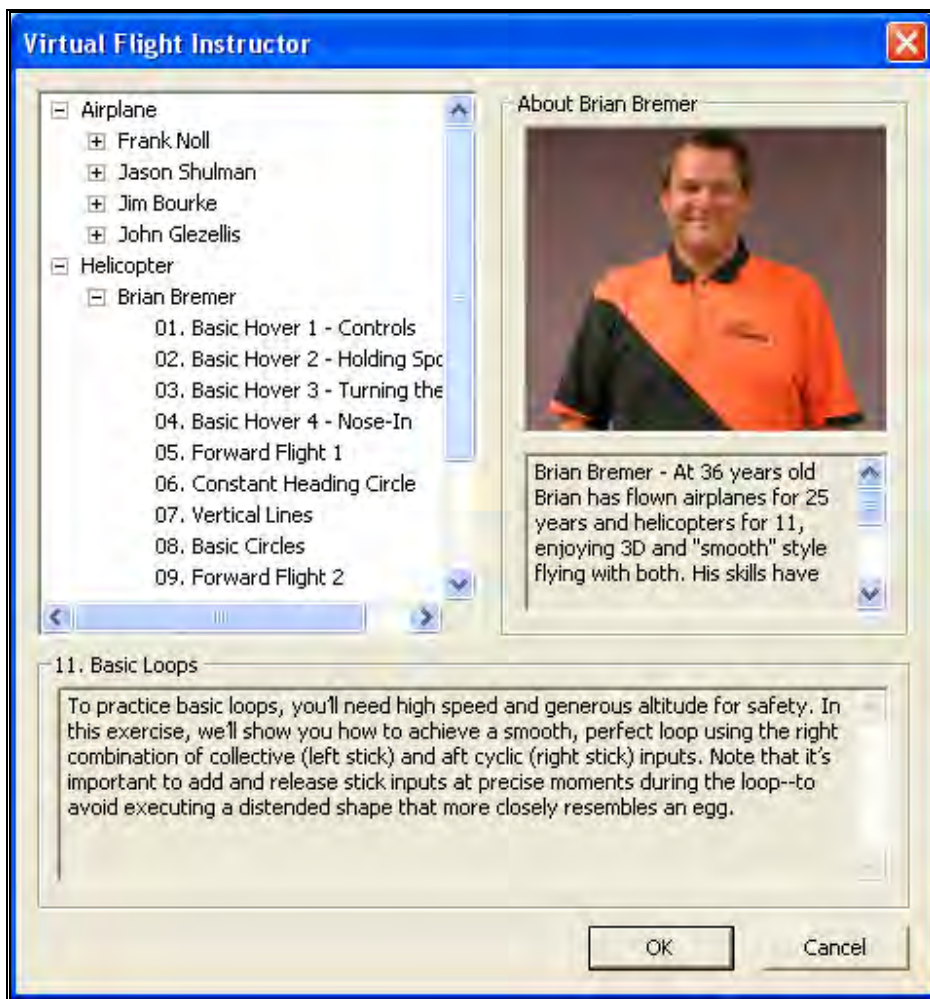 Virtual Flight Instructor
Airplane
Frank Noll
Jason Shulman
Jim Bourke
John Glezellis
Helicopter
Brian Bremer
01. Basic Hover 1 - Controls
02. Basic Hover 2 - Holding Spo
03. Basic Hover 3 - Turning the
04. Basic Hover 4 - Nose-In
05. Forward Flight 1
06. Constant Heading Circle
07. Vertical Lines
08. Basic Circles
09. Forward Flight 2
About Brian Bremer
Brian Bremer - At 36 years old
Brian has flown airplanes for 25
years and helicopters for 11,
enjoying 3D and "smooth" style
flying with both. His skills have
11. Basic Loops
To practice basic loops, you'll need high speed and generous altitude for safety. In
this exercise, we'll show you how to achieve a smooth, perfect loop using the right
combination of collective (left stick) and aft cyclic (right stick) inputs. Note that it's
important to add and release stick inputs at precise moments during the loop--to
avoid executing a distended shape that more closely resembles an egg.
OK
Cancel